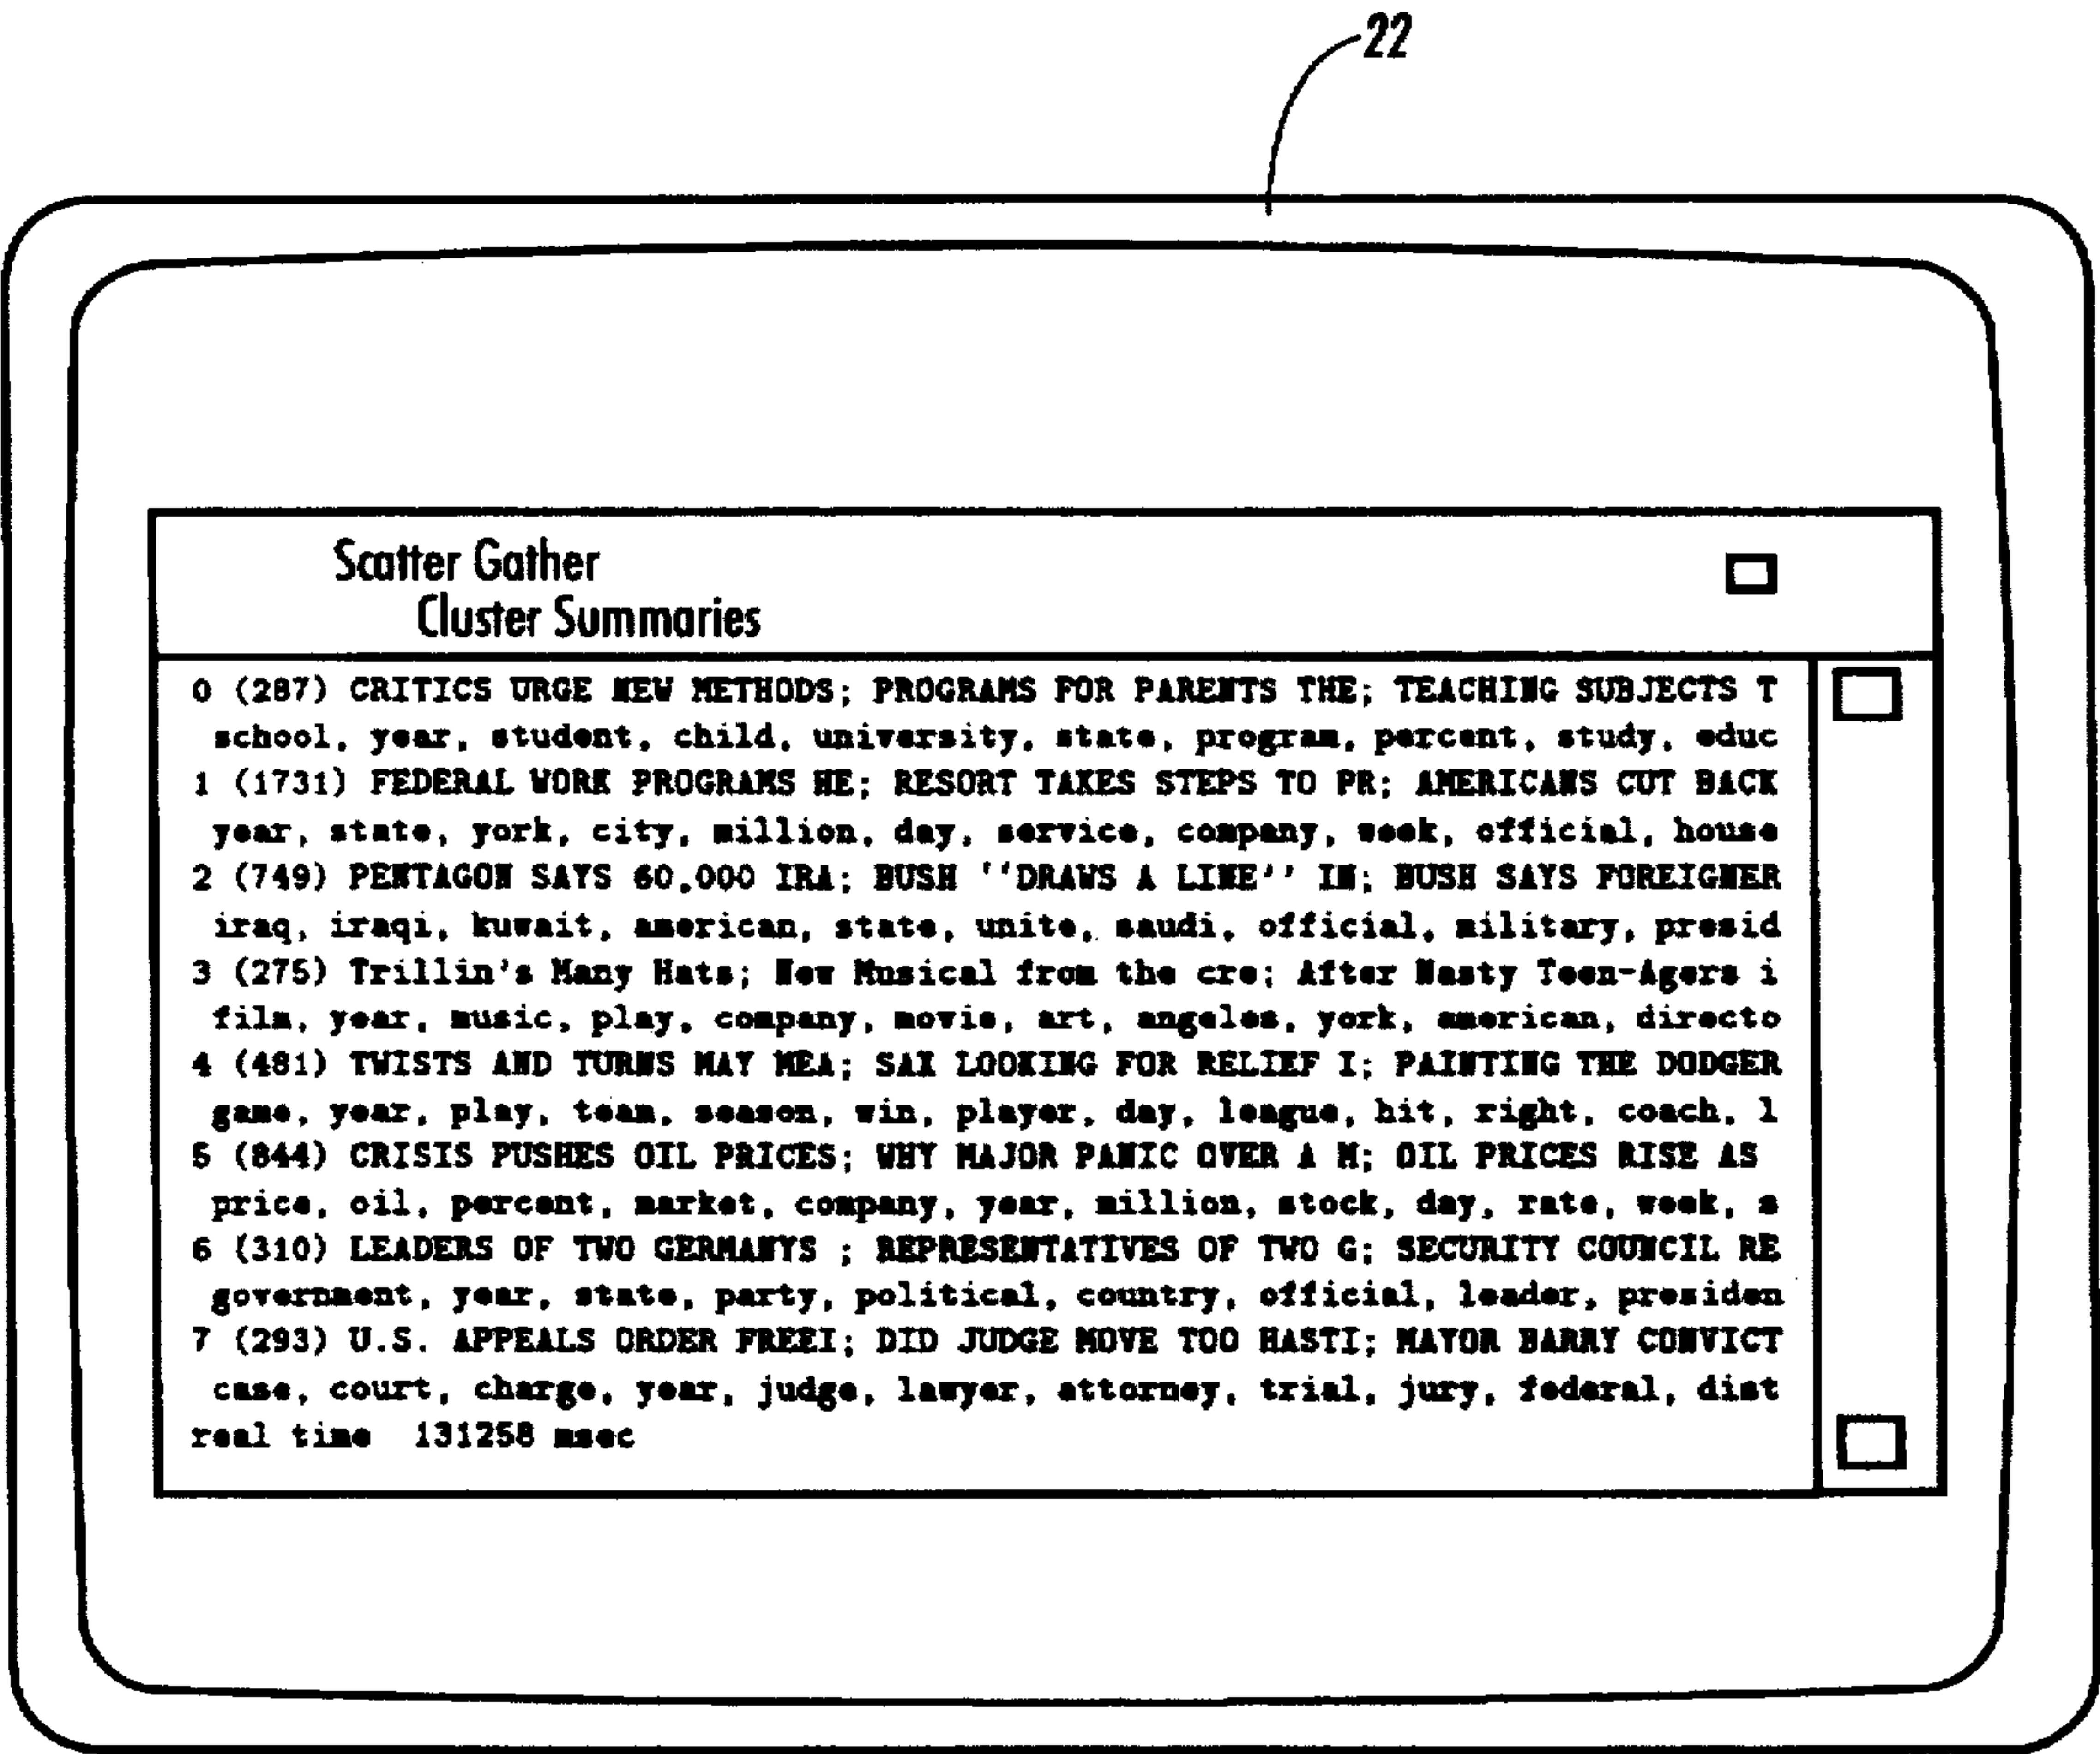 22
Scatter Gather
Cluster Summaries
0 (287) CRITICS URGE NEW METHODS; PROGRAMS FOR PARENTS THE; TEACHING SUBJECTS T
school, year, student, child, university, state, program, percent, study, educ
1 (1731) FEDERAL WORK PROGRAMS HE; RESORT TAKES STEPS TO PR; AMERICANS CUT BACK
year, state, york, city, million, day, service, company, week, official, house
2 (749) PENTAGON SAYS 60,000 IRA; BUSH ''DRAWS A LINE'' IN; BUSH SAYS FOREIGNER
iraq, iraqi, kuwait, american, state, unite, saudi, official, military, presid
3 (275) Trillin's Many Hats; New Musical from the cre; After Nasty Teen-Agers i
film, year, music, play, company, movie, art, angeles, york, american, directo
4 (481) TWISTS AND TURNS MAY MEA; SAX LOOKING FOR RELIEF I; PAINTING THE DODGER
game, year, play, team, season, win, player, day, league, hit, right, coach, l
5 (844) CRISIS PUSHES OIL PRICES; WHY MAJOR PANIC OVER A M; OIL PRICES RISE AS
price, oil, percent, market, company, year, million, stock, day, rate, week, s
6 (310) LEADERS OF TWO GERMANYS ; REPRESENTATIVES OF TWO G; SECURITY COUNCIL RE
government, year, state, party, political, country, official, leader, presiden
7 (293) U.S. APPEALS ORDER FREEI; DID JUDGE MOVE TOO HASTI; MAYOR BARRY CONVICT
case, court, charge, year, judge, lawyer, attorney, trial, jury, federal, dist
real time 131258 msec